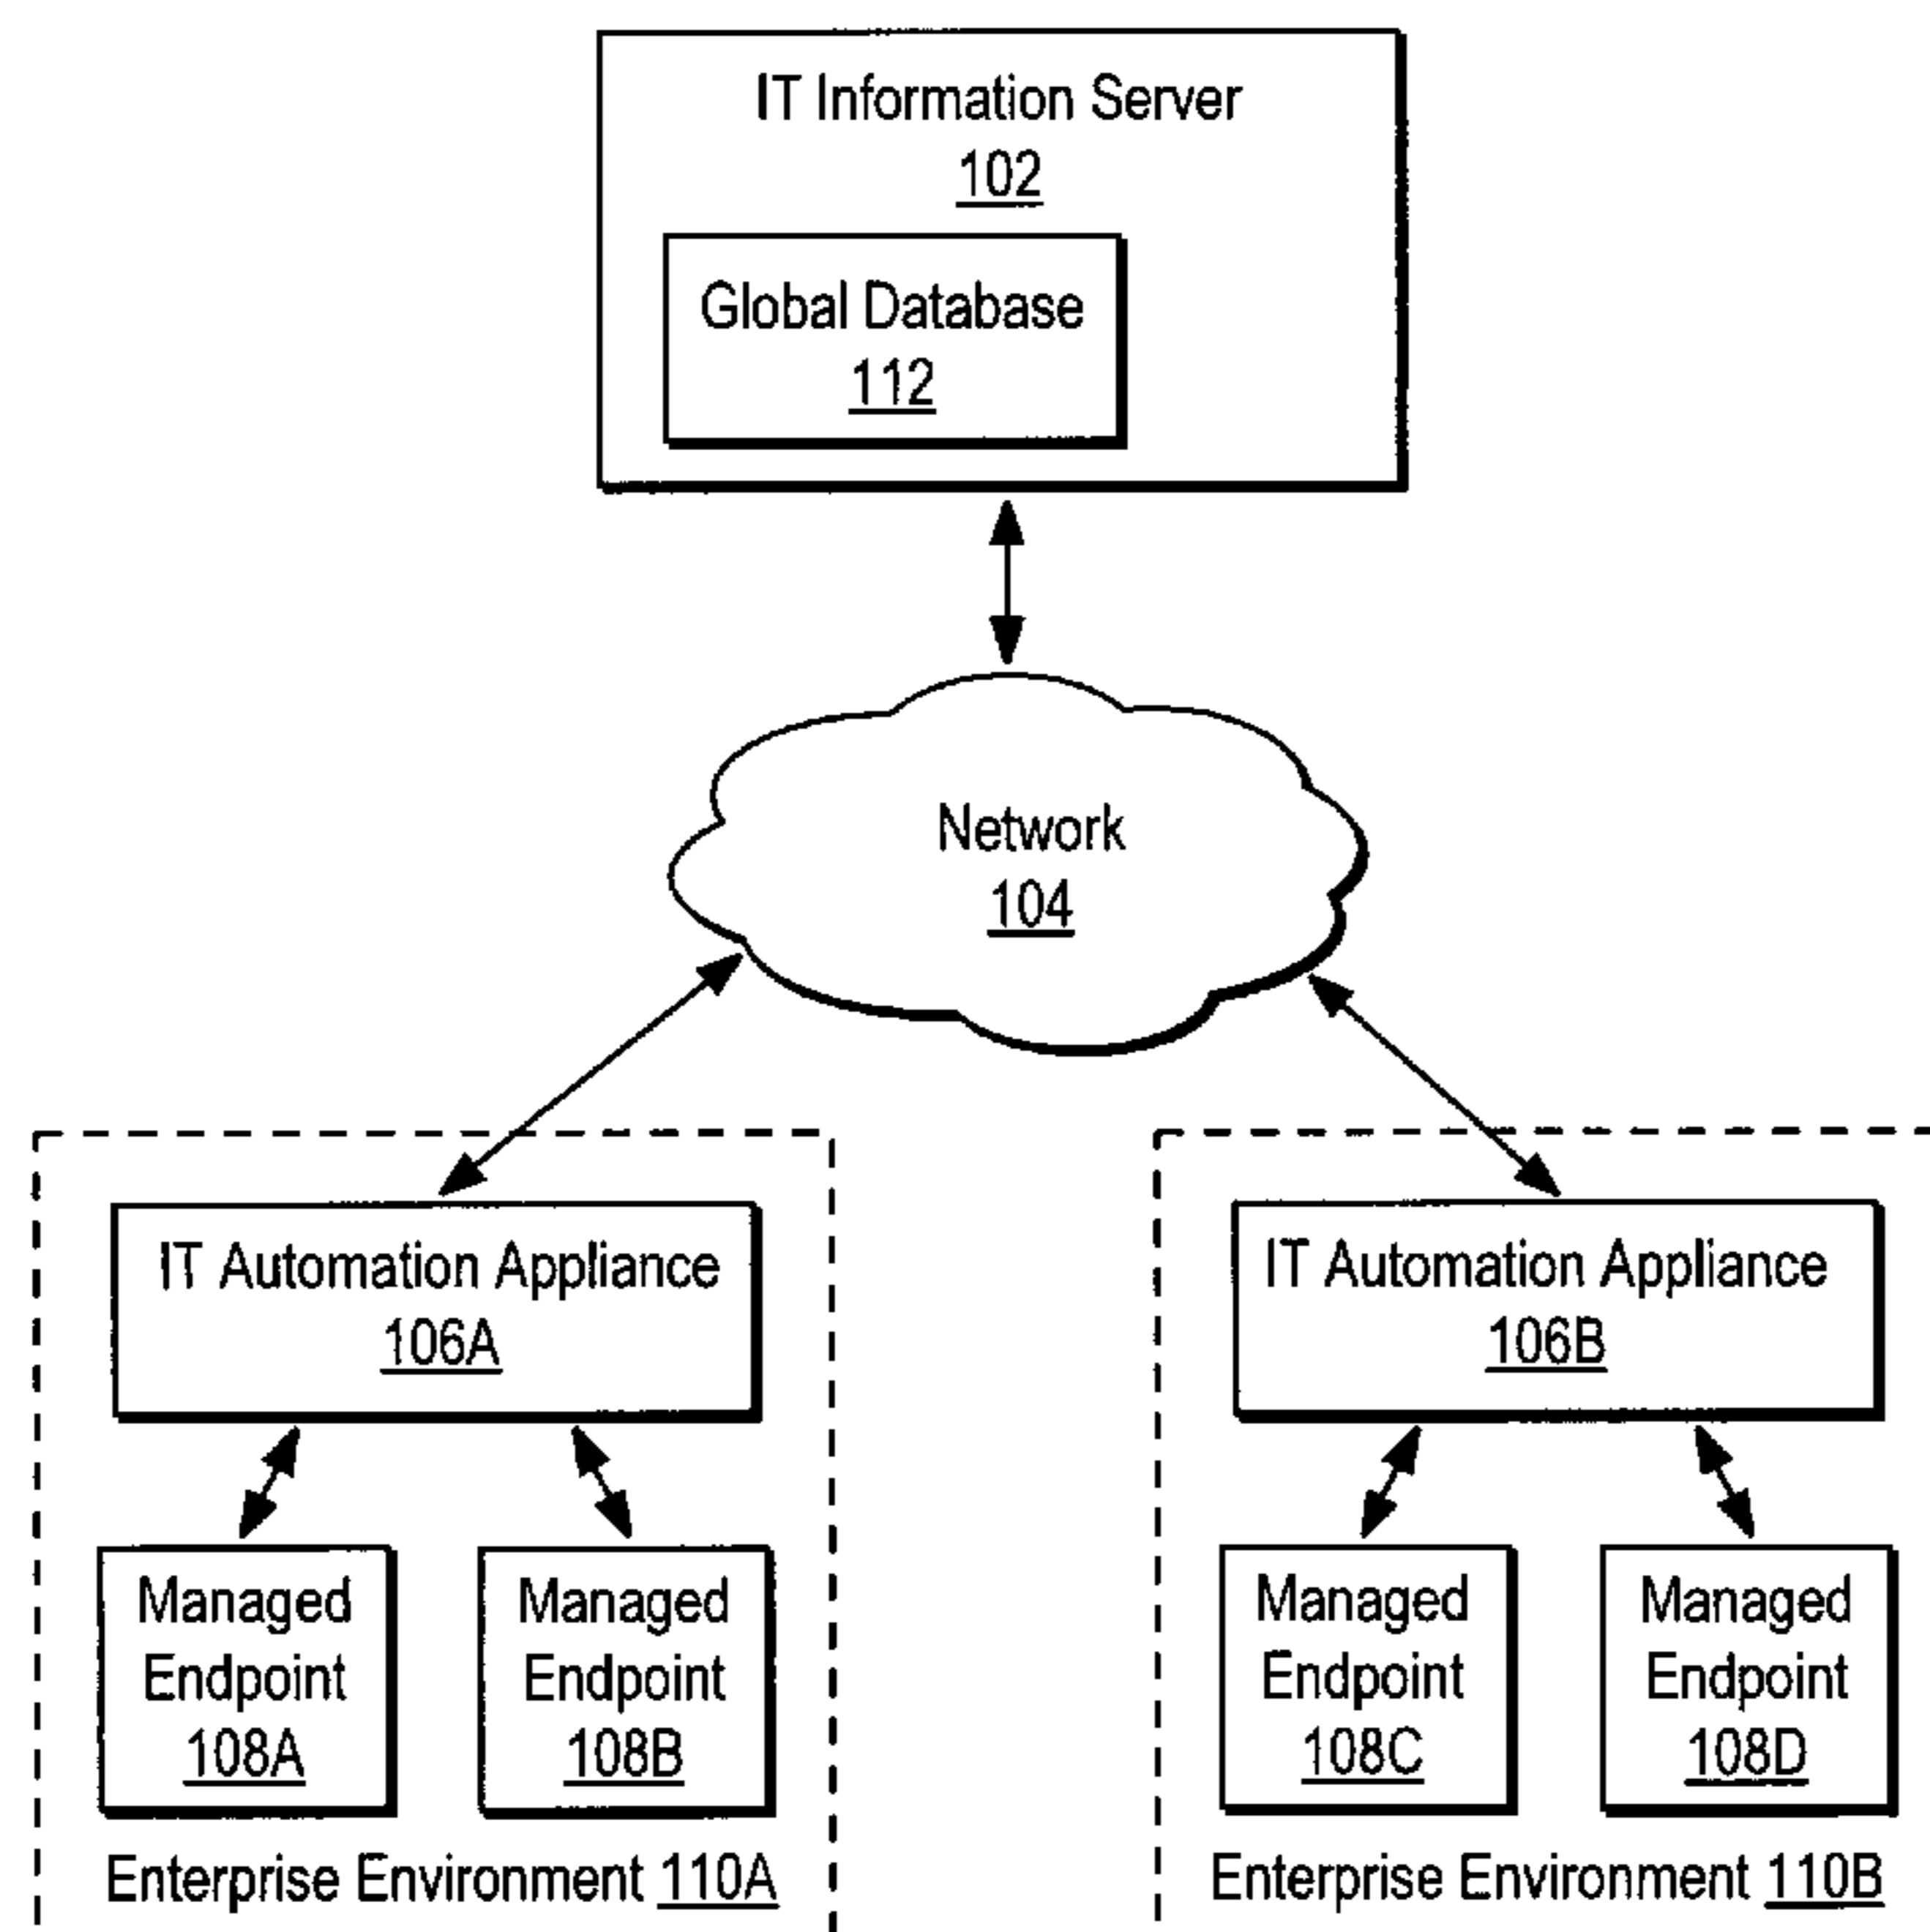 IT Information Server
102
Global Database
112
Network
104
IT Automation Appliance
106A
IT Automation Appliance
106B
Managed
Endpoint
108A
Managed
Endpoint
108B
Managed
Endpoint
108C
Managed
Endpoint
108D
Enterprise Environment 110A
Enterprise Environment 110B